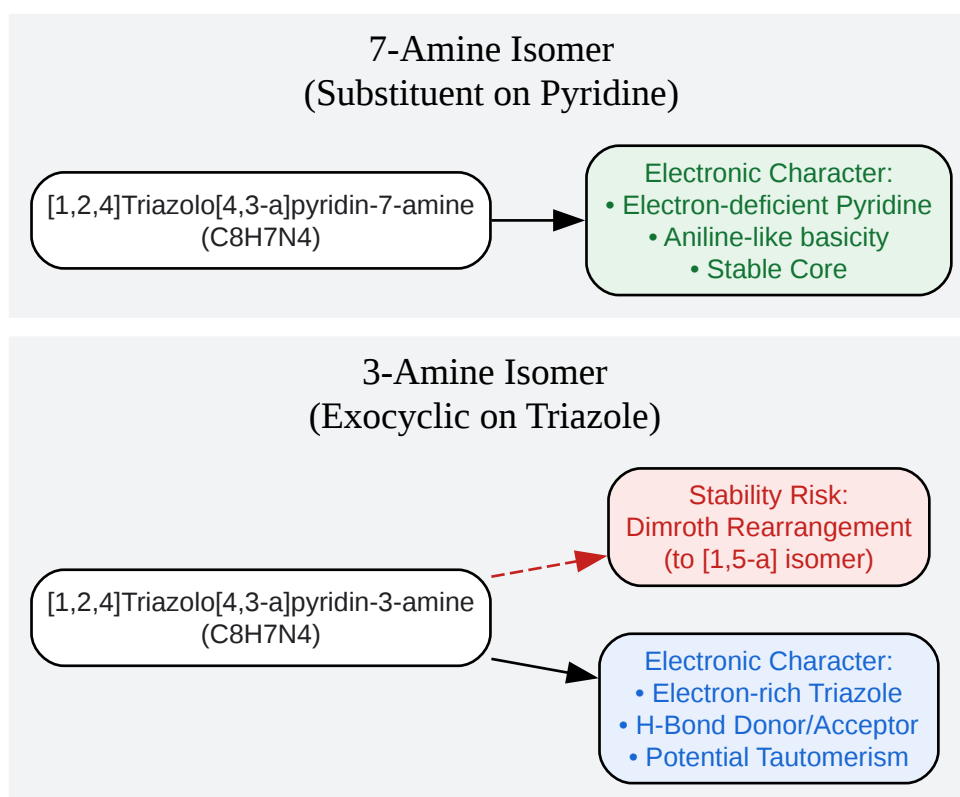 7-Amine Isomer
(Substituent on Pyridine)
[1,2,4]Triazolo[4,3-a]pyridin-7-amine
(C8H7N4)
Electronic Character:
• Electron-deficient Pyridine
• Aniline-like basicity
• Stable Core
3-Amine Isomer
(Exocyclic on Triazole)
[1,2,4]Triazolo[4,3-a]pyridin-3-amine
(C8H7N4)
Stability Risk:
Dimroth Rearrangement
(to [1,5-a] isomer)
Electronic Character:
• Electron-rich Triazole
• H-Bond Donor/Acceptor
• Potential Tautomerism